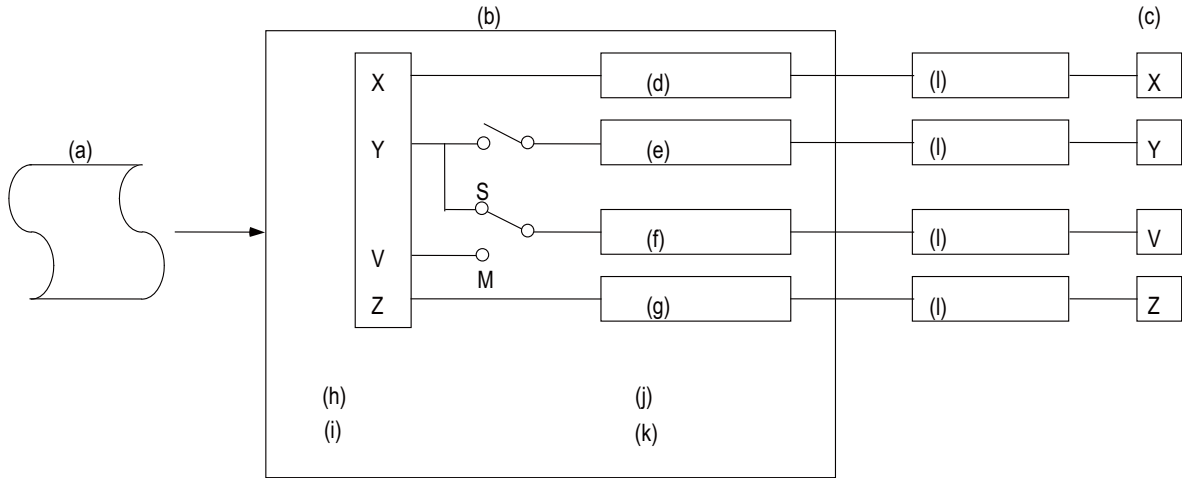 (b) (c)
X (d) (l) X
(a) Y (e) (l) Y
S
V (f) (l) V
M
Z (g) (l) Z
(h) (j)
(i) (k)